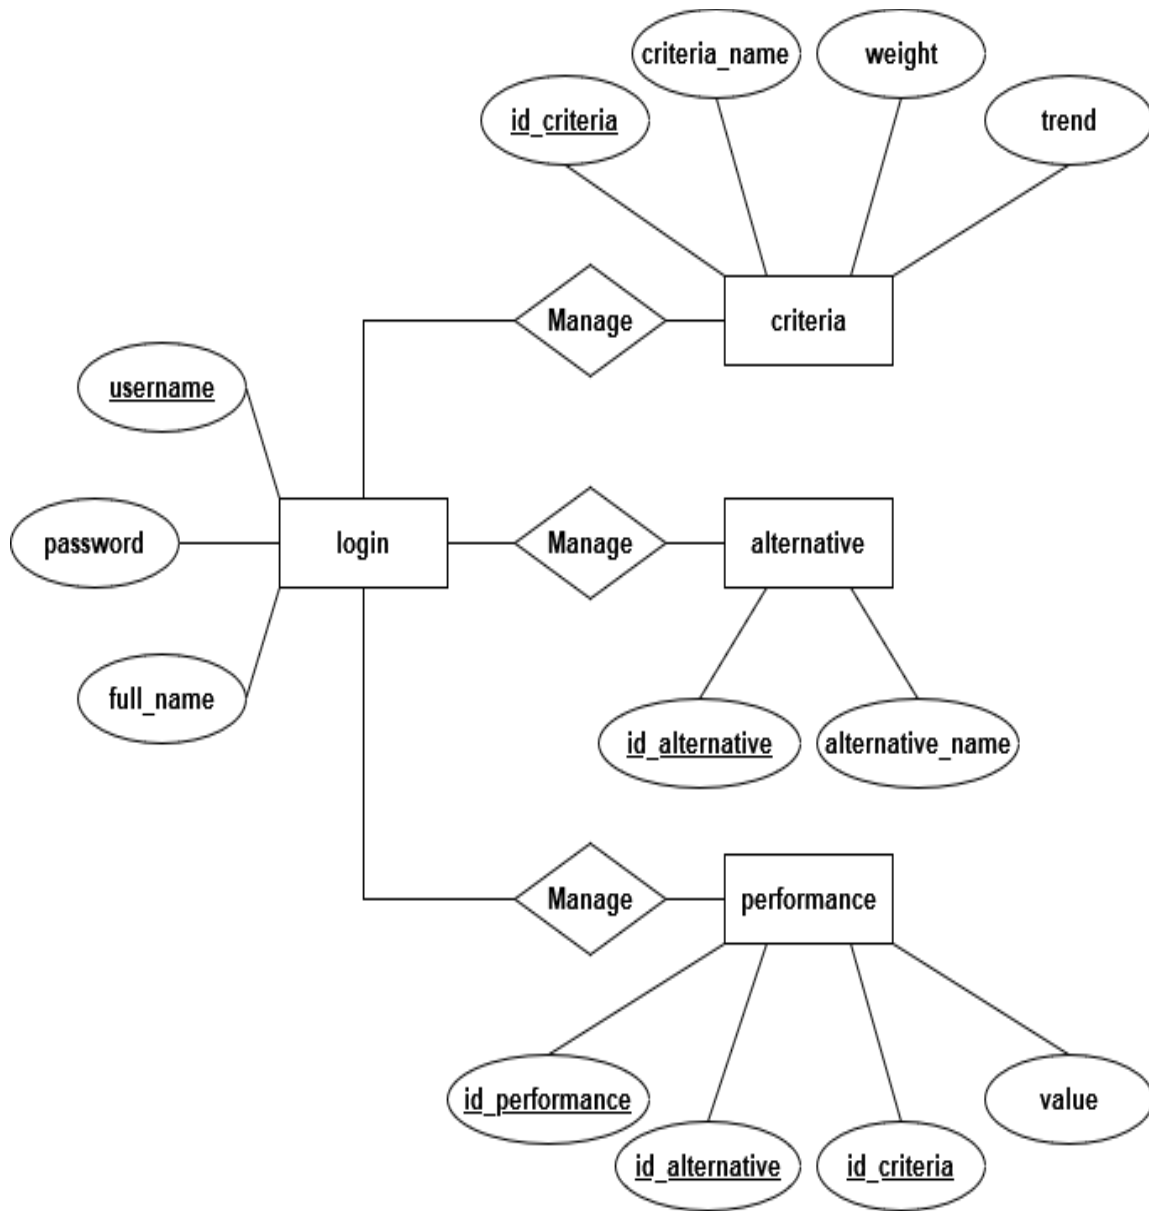 criteria_name
weight
id_criteria
trend
Manage
criteria
username
password
login
Manage
alternative
full_name
id_alternative
alternative_name
Manage
performance
id_performance
value
id_alternative
id_criteria